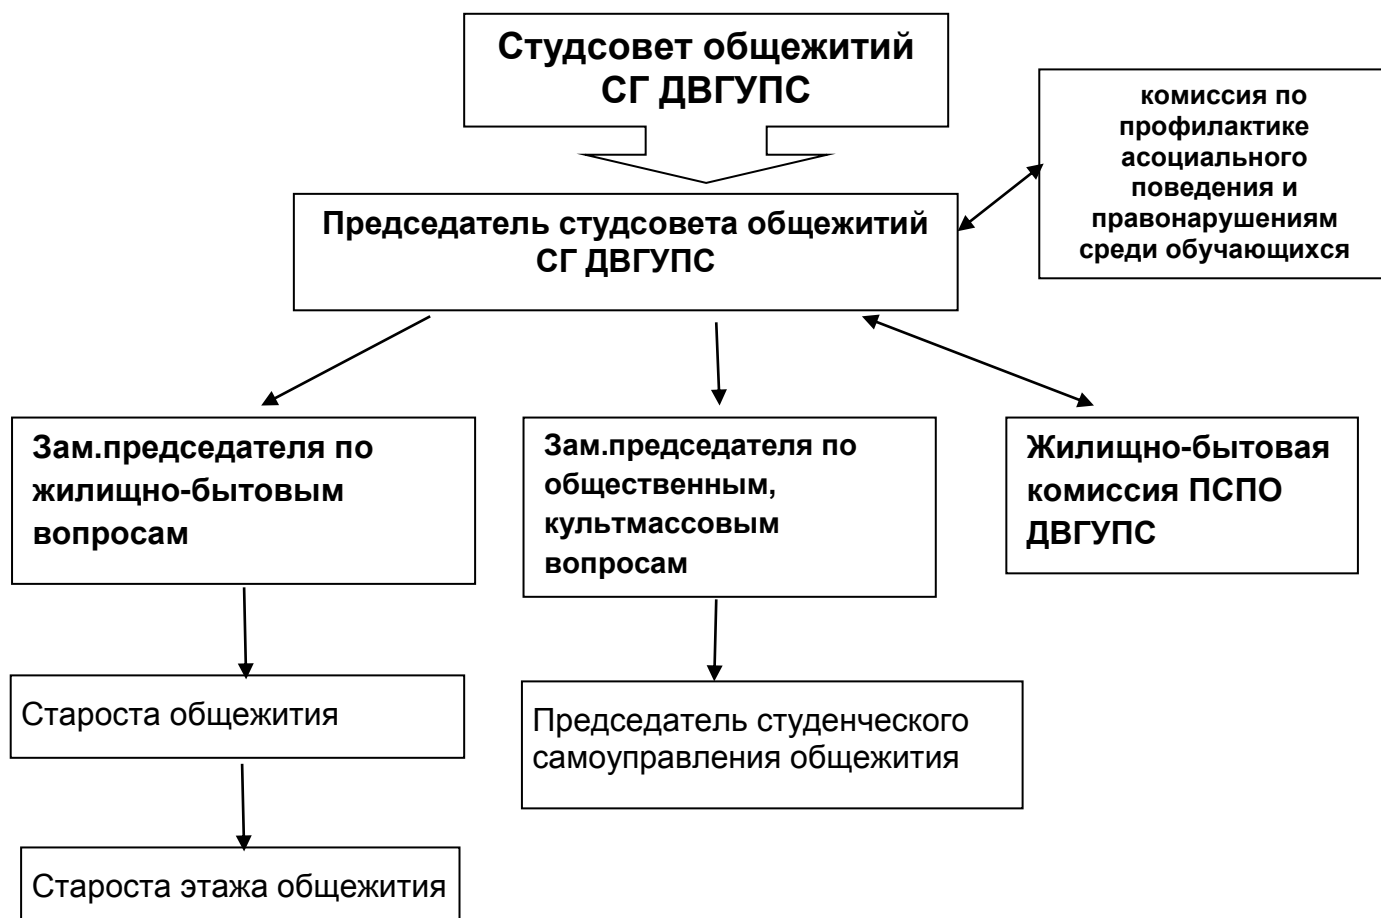 Студсовет общежитий
СГ ДВГУПС
комиссия по
профилактике
асоциального
поведения и
правонарушениям
среди обучающихся
Председатель студсовета общежитий
СГ ДВГУПС
Зам.председателя по
жилищно-бытовым
вопросам
Зам.председателя по
общественным,
культмассовым
вопросам
Жилищно-бытовая
комиссия ПСПО
ДВГУПС
Староста общежития
Председатель студенческого
самоуправления общежития
Староста этажа общежития